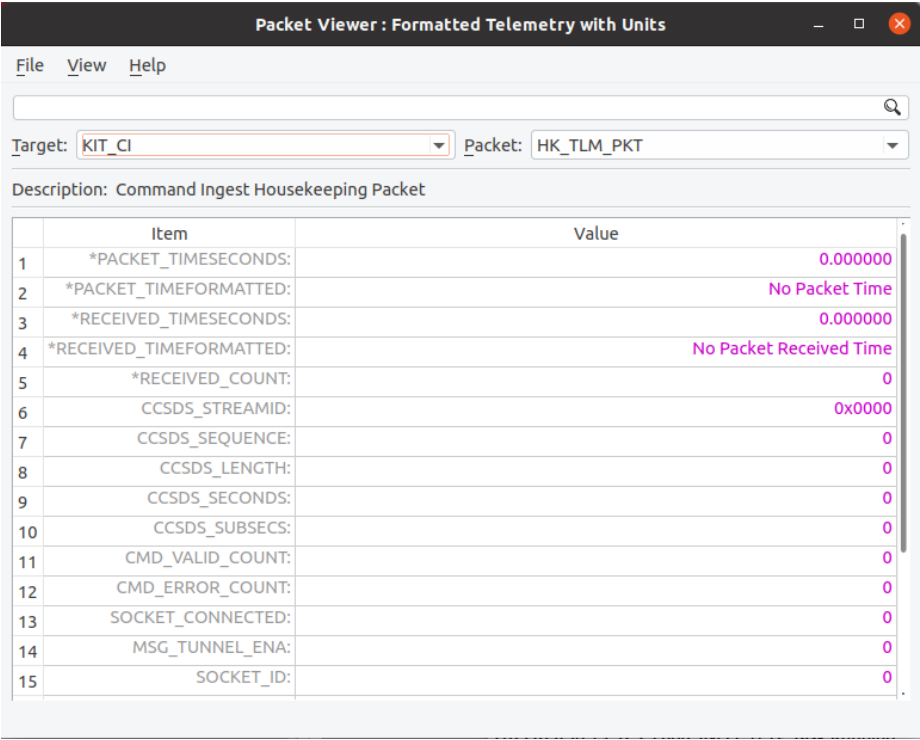 Packet Viewer : Formatted Telemetry with Units
File View Help
Target: KIT_CI Packet: HK_TLM_PKT
Description: Command Ingest Housekeeping Packet
Item Value
1 *PACKET_TIMESECONDS: 0.000000
2 *PACKET_TIMEFORMATTED: No Packet Time
3 *RECEIVED_TIMESECONDS: 0.000000
4 *RECEIVED_TIMEFORMATTED: No Packet Received Time
5 *RECEIVED_COUNT: 0
6 CCSDS_STREAMID: 0x0000
7 CCSDS_SEQUENCE: 0
8 CCSDS_LENGTH: 0
9 CCSDS_SECONDS: 0
10 CCSDS_SUBSECS: 0
11 CMD_VALID_COUNT: 0
12 CMD_ERROR_COUNT: 0
13 SOCKET_CONNECTED: 0
14 MSG_TUNNEL_ENA: 0
15 SOCKET_ID: 0